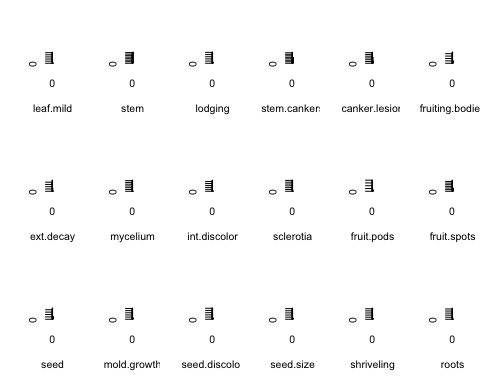 0 0 0 0 0 0
leaf.mild stem lodging stem.cankers canker.lesion fruiting.bodie
0 0 0 0 0 0
ext.decay mycelium int.discolor sclerotia fruit.pods fruit.spots
0 0 0 0 0 0
seed mold.growth seed.discolo seed.size shriveling roots